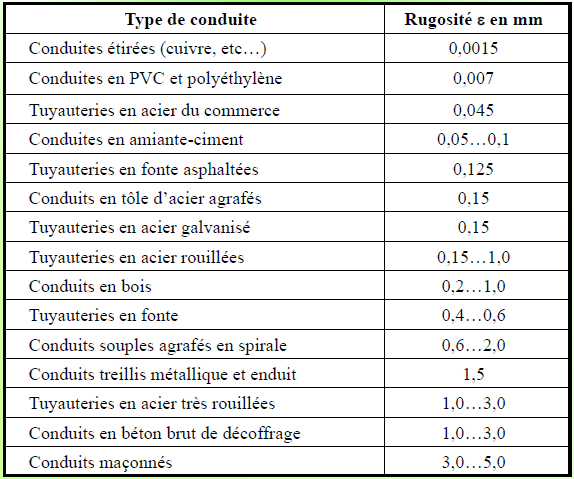 Type de conduite Rugosité ε en mm
Conduites étirées (cuivre, etc…) 0,0015
Conduites en PVC et polyéthylène 0,007
Tuyauteries en acier du commerce 0,045
Conduites en amiante-ciment 0,05…0,1
Tuyauteries en fonte asphaltées 0,125
Conduits en tôle d’acier agrafés 0,15
Tuyauteries en acier galvanisé 0,15
Tuyauteries en acier rouillées 0,15…1,0
Conduits en bois 0,2…1,0
Tuyauteries en fonte 0,4…0,6
Conduits souples agrafés en spirale 0,6…2,0
Conduits treillis métallique et enduit 1,5
Tuyauteries en acier très rouillées 1,0…3,0
Conduits en béton brut de décoffrage 1,0…3,0
Conduits maçonnés 3,0…5,0